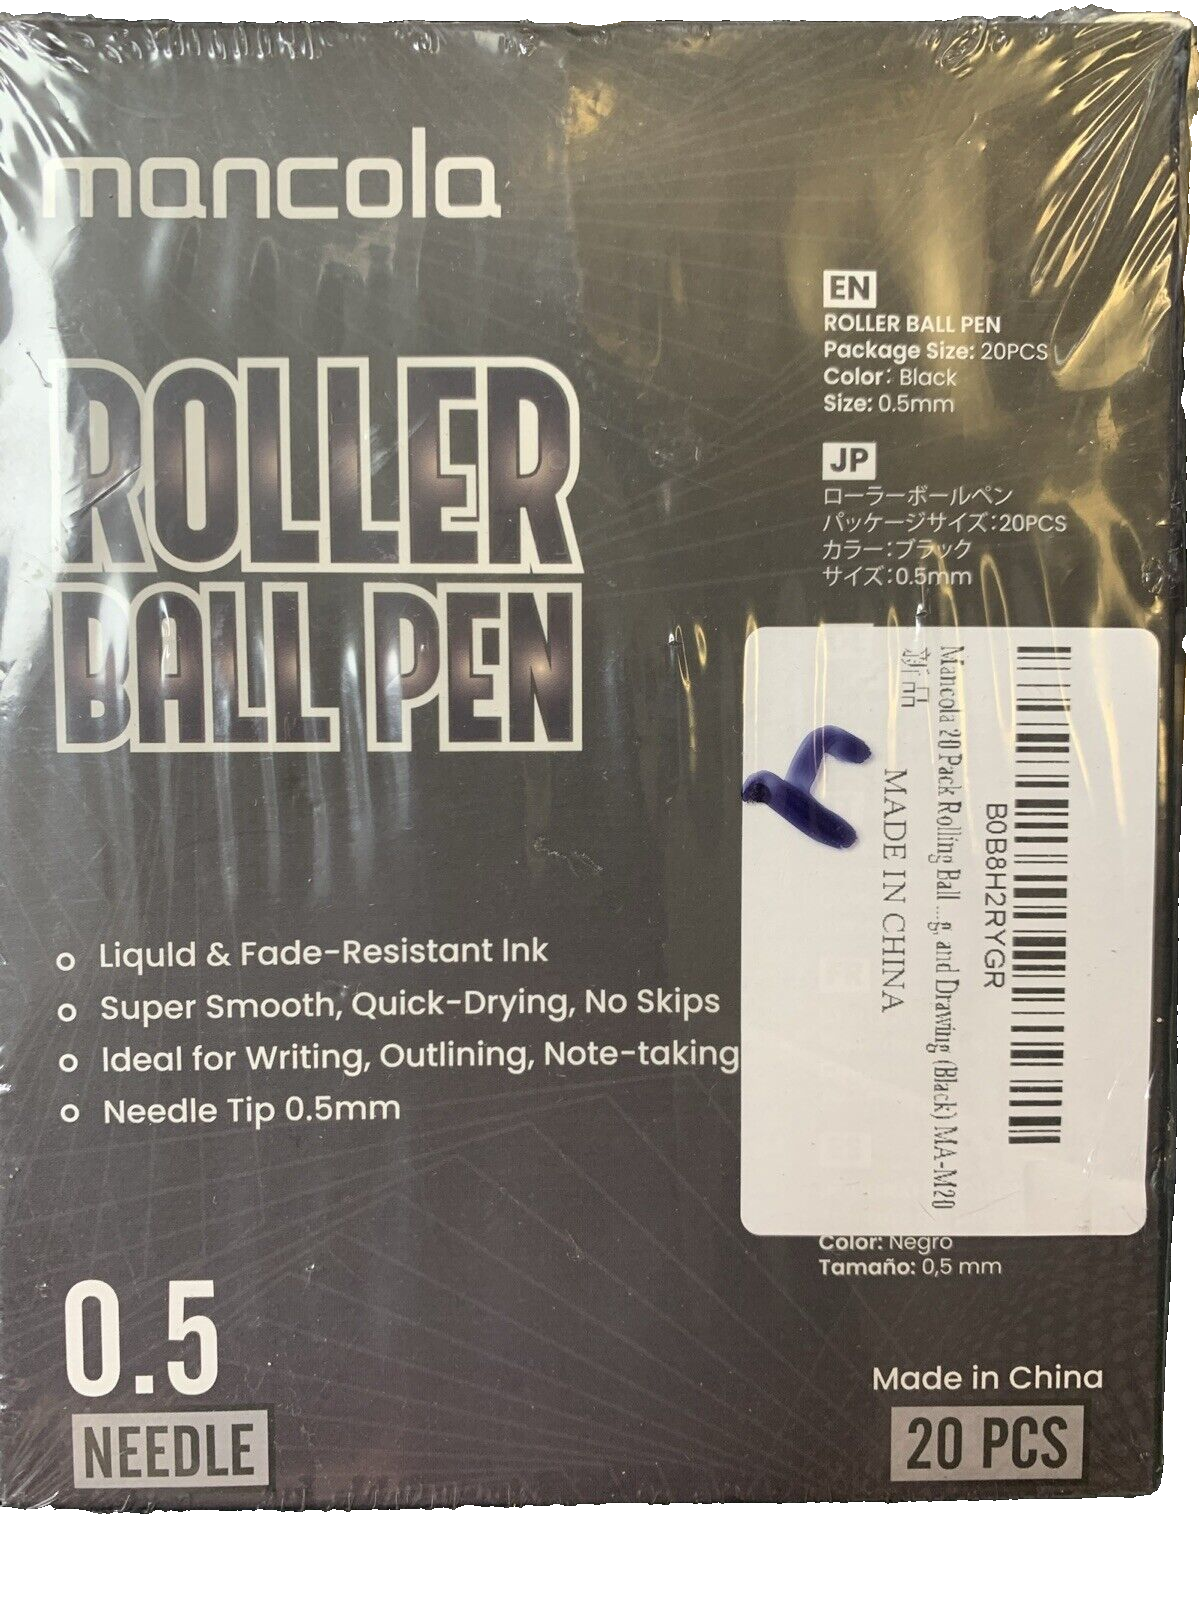 mancola
ROLLER
BALL PEN
Liquld & Fade-Resistant Ink
Super Smooth, Quick-Drying, No Skips
Ideal for Writing, Outlining, Note-taking
Needle Tip 0.5mm
0.5
NEEDLE
EN
ROLLER BALL PEN
Package Size: 20PCS
Color: Black
Size: 0.5mm
JP
ローラーボールペン
パッケージサイズ:20PCS
カラー:ブラック
サイズ:0.5mm
B0B8H2RYGR
Mancola 20 Pack Rolling Ball ...g, and Drawing (Black) MA-M20
新品
MADE IN CHINA
Color: Negro
Tamaño: 0,5 mm
Made in China
20 PCS